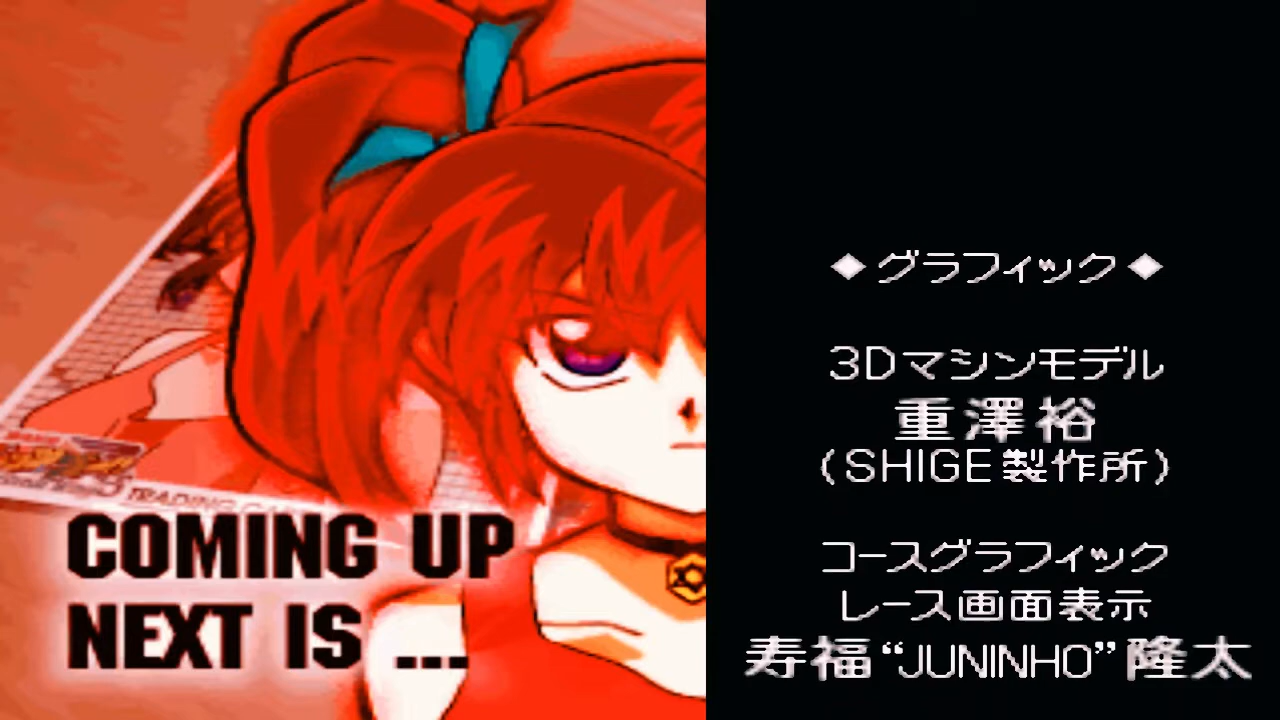 COMING UP
NEXT IS ...
TRADING CA
◆グラフィック◆
3Dマシンモデル
重澤裕
(SHIGE製作所)
コースグラフィック
レース画面表示
寿福“JUNINHO”隆太